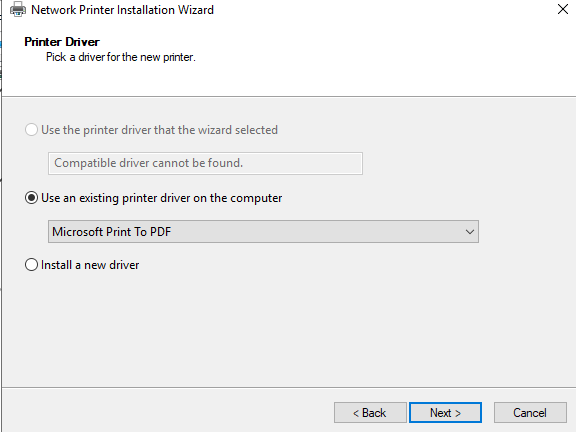 Network Printer Installation Wizard
Printer Driver
Pick a driver for the new printer.
Use the printer driver that the wizard selected
Compatible driver cannot be found.
Use an existing printer driver on the computer
Microsoft Print To PDF
Install a new driver
< Back
Next >
Cancel